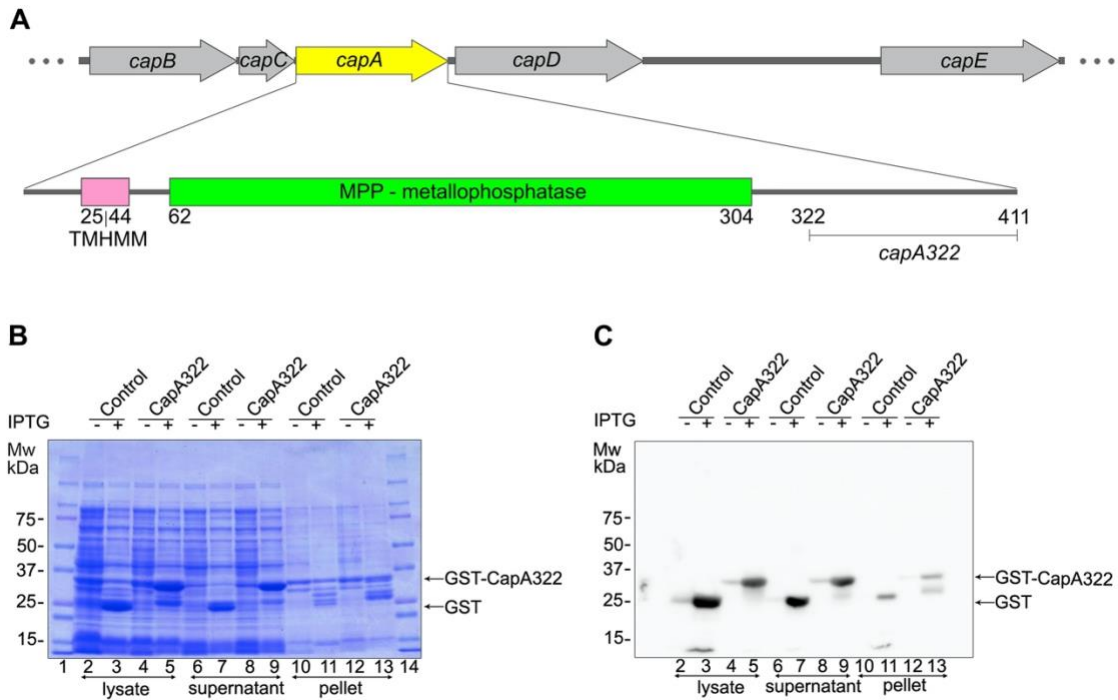 A
capB capC capA capD capE
MPP - metallophosphatase
25|44 62 304 322 411
TMHMM
capA322
B
Control CapA322 Control CapA322 Control CapA322
IPTG - + - + - + - + - + - +
Mw
kDa
75-
50-
37-
25-
15-
GST-CapA322
GST
1 2 3 4 5 6 7 8 9 10 11 12 13 14
lysate supernatant pellet
C
Control CapA322 Control CapA322 Control CapA322
IPTG - + - + - + - + - + - +
Mw
kDa
75-
50-
37-
25-
15-
GST-CapA322
GST
2 3 4 5 6 7 8 9 10 11 12 13
lysate supernatant pellet